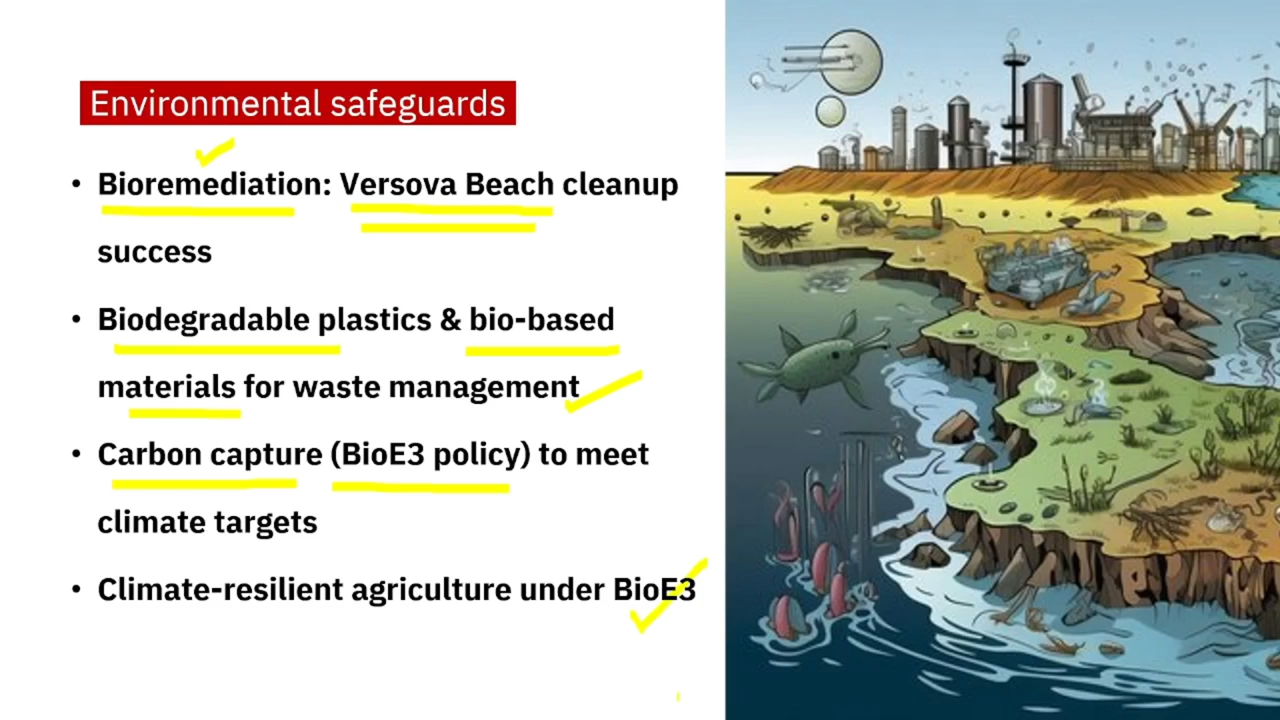 Environmental safeguards
• Bioremediation: Versova Beach cleanup
success
• Biodegradable plastics & bio-based
materials for waste management
• Carbon capture (BioE3 policy) to meet
climate targets
• Climate-resilient agriculture under BioE3